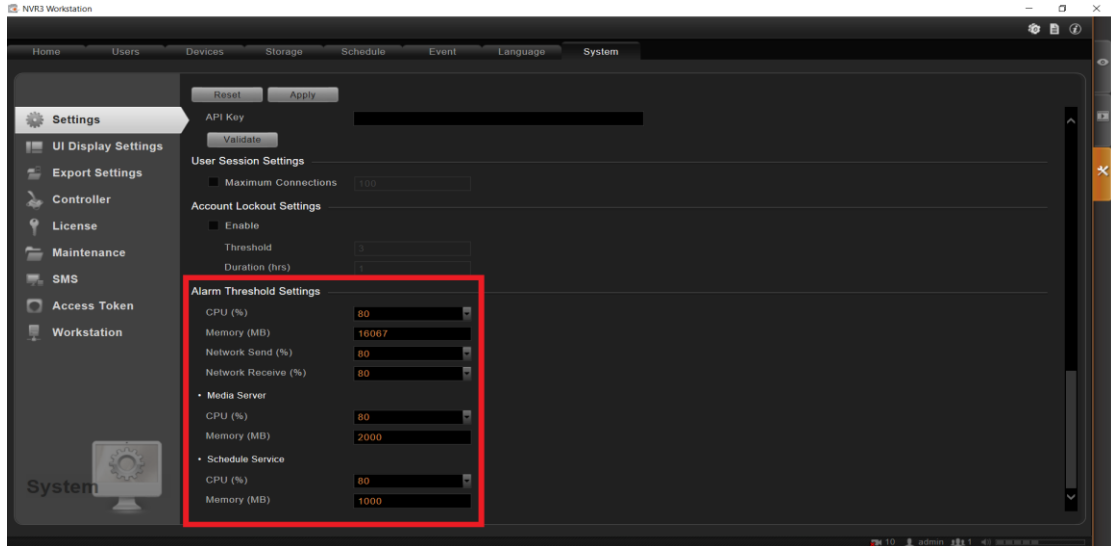 NVR3 Workstation
Home Users Devices Storage Schedule Event Language System
Reset Apply
API Key
Validate
User Session Settings
Maximum Connections 100
Account Lockout Settings
Enable
Threshold 3
Duration (hrs) 1
Alarm Threshold Settings
CPU (%) 80
Memory (MB) 16067
Network Send (%) 80
Network Receive (%) 80
• Media Server
CPU (%) 80
Memory (MB) 2000
• Schedule Service
CPU (%) 80
Memory (MB) 1000
Settings
UI Display Settings
Export Settings
Controller
License
Maintenance
SMS
Access Token
Workstation
System
10 admin 1